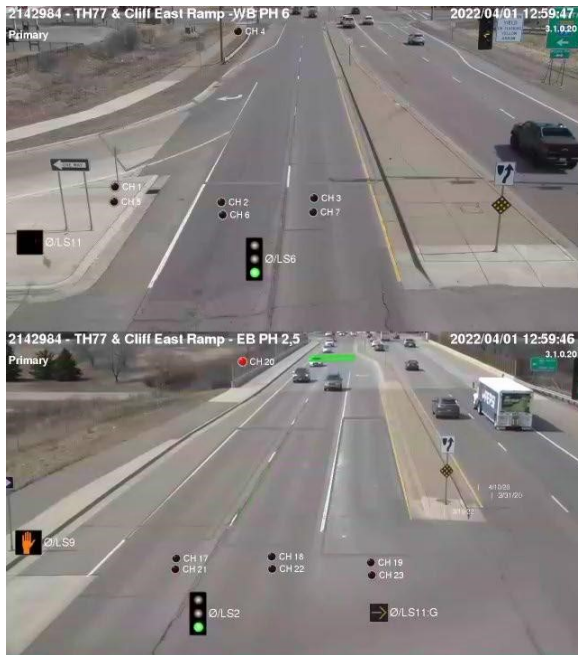 2142984 - TH77 & Cliff East Ramp -WB PH 6
2022/04/01 12:59:47
Primary
CH 4
3.1.0.20
YIELD
ONE WAY
CH 1
CH 5
CH 2
CH 3
CH 6
CH 7
Ø/LS11
Ø/LS6
2142984 - TH77 & Cliff East Ramp - EB PH 2,5
2022/04/01 12:59:46
Primary
CH 20
3.1.0.20
Ø/LS9
CH 17
CH 18
CH 19
CH 21
CH 22
CH 23
Ø/LS2
Ø/LS11:G